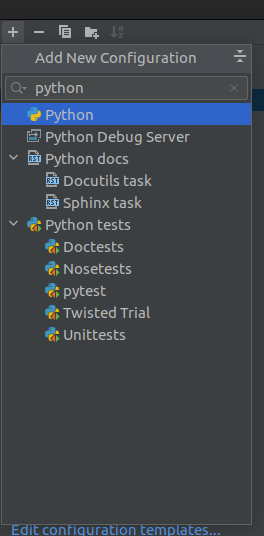 Add New Configuration
python
Python
Python Debug Server
Python docs
Docutils task
Sphinx task
Python tests
Doctests
Nosetests
pytest
Twisted Trial
Unittests
Edit configuration templates...